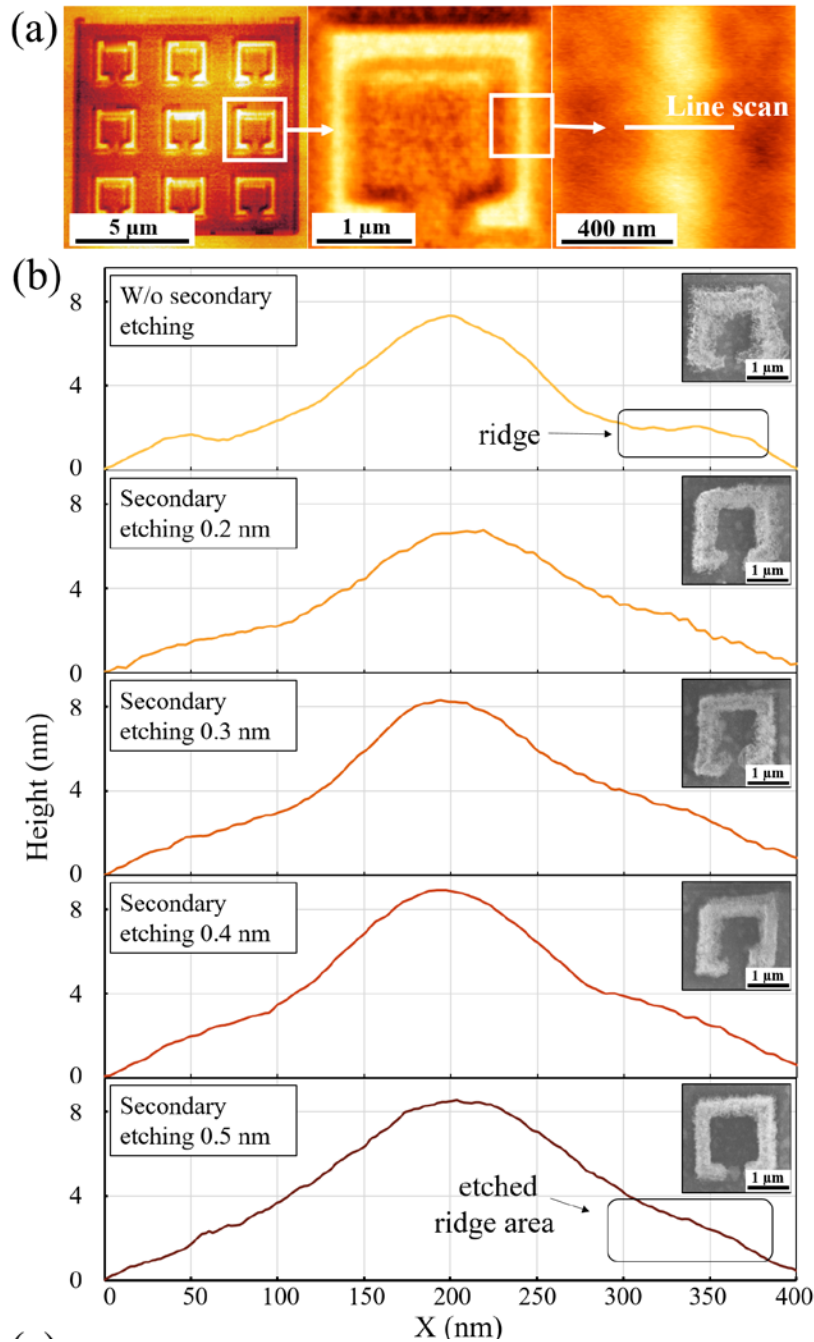 (a)
Line scan
5 μm
1 μm
400 nm
(b)
W/o secondary
etching
8
4
0
ridge
1 μm
Secondary
etching 0.2 nm
8
4
0
1 μm
Secondary
etching 0.3 nm
8
4
0
1 μm
Height (nm)
Secondary
etching 0.4 nm
8
4
0
1 μm
Secondary
etching 0.5 nm
8
4
0
etched
ridge area
1 μm
0 50 100 150 200 250 300 350 400
X (nm)